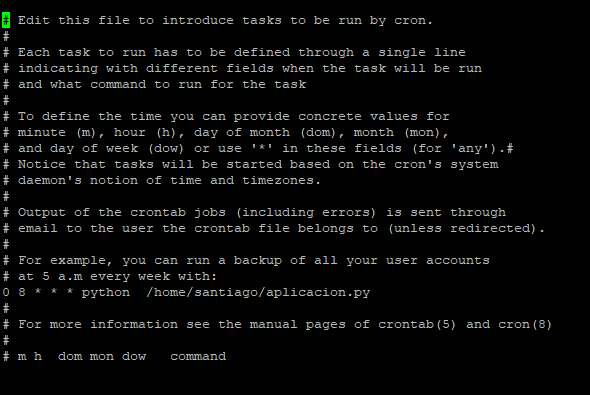 # Edit this file to introduce tasks to be run by cron.
#
# Each task to run has to be defined through a single line
# indicating with different fields when the task will be run
# and what command to run for the task
#
# To define the time you can provide concrete values for
# minute (m), hour (h), day of month (dom), month (mon),
# and day of week (dow) or use '*' in these fields (for 'any').#
# Notice that tasks will be started based on the cron's system
# daemon's notion of time and timezones.
#
# Output of the crontab jobs (including errors) is sent through
# email to the user the crontab file belongs to (unless redirected).
#
# For example, you can run a backup of all your user accounts
# at 5 a.m every week with:
0 8 * * * python  /home/santiago/aplicacion.py
#
# For more information see the manual pages of crontab(5) and cron(8)
#
# m h  dom mon dow   command